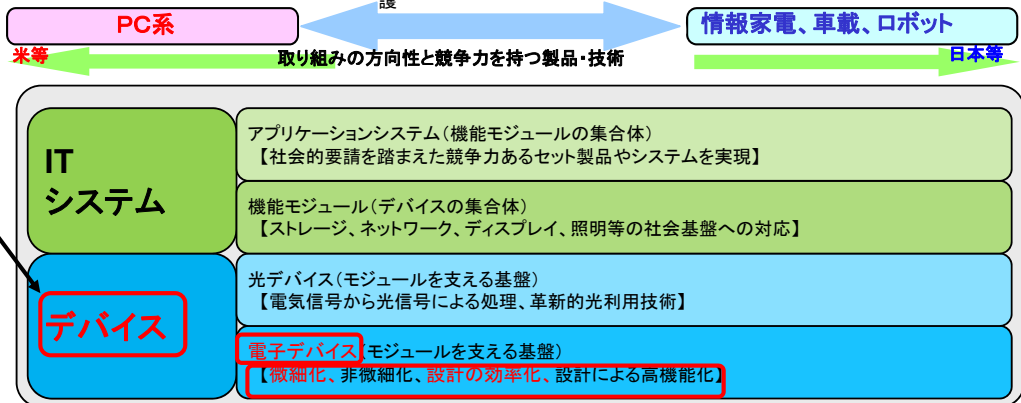 護
PC系
情報家電、車載、ロボット
米等
取り組みの方向性と競争力を持つ製品・技術
日本等
IT
システム
アプリケーションシステム(機能モジュールの集合体)
【社会的要請を踏まえた競争力あるセット製品やシステムを実現】
機能モジュール(デバイスの集合体)
【ストレージ、ネットワーク、ディスプレイ、照明等の社会基盤への対応】
デバイス
光デバイス(モジュールを支える基盤)
【電気信号から光信号による処理、革新的光利用技術】
電子デバイス(モジュールを支える基盤)
【微細化、非微細化、設計の効率化、設計による高機能化】